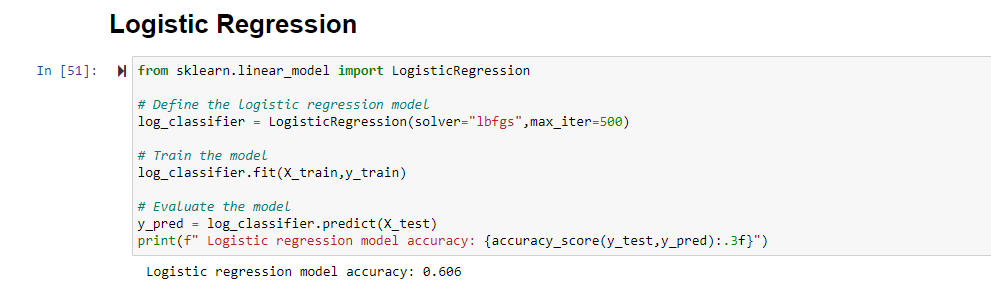 Logistic Regression
In [51]:
from sklearn.linear_model import LogisticRegression
# Define the logistic regression model
log_classifier = LogisticRegression(solver="lbfgs",max_iter=500)
# Train the model
log_classifier.fit(X_train,y_train)
# Evaluate the model
y_pred = log_classifier.predict(X_test)
print(f" Logistic regression model accuracy: {accuracy_score(y_test,y_pred):.3f}")
Logistic regression model accuracy: 0.606